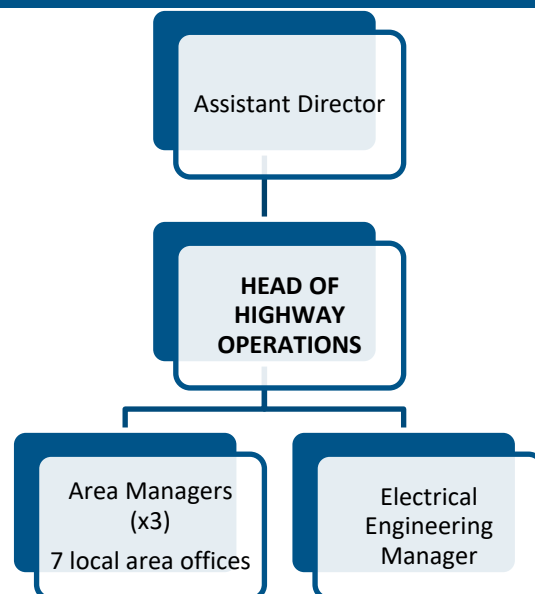 Assistant Director
HEAD OF
HIGHWAY
OPERATIONS
Area Managers
(x3)
7 local area offices
Electrical
Engineering
Manager